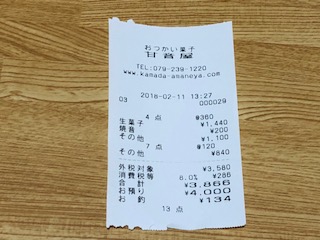 おつかい菓子
甘音屋
TEL:079-239-1220
www.kamada-amaneya.com
2018-02-11 13:27
03 000029
4 点 @360
生菓子 ¥1,440
焼音 ¥200
その他 ¥1,100
7 点 @120
その他 ¥840
外税対象 ¥3,580
消費税等 8.0% ¥286
合 計 ¥3,866
お預り ¥4,000
お 釣 ¥134
13 点